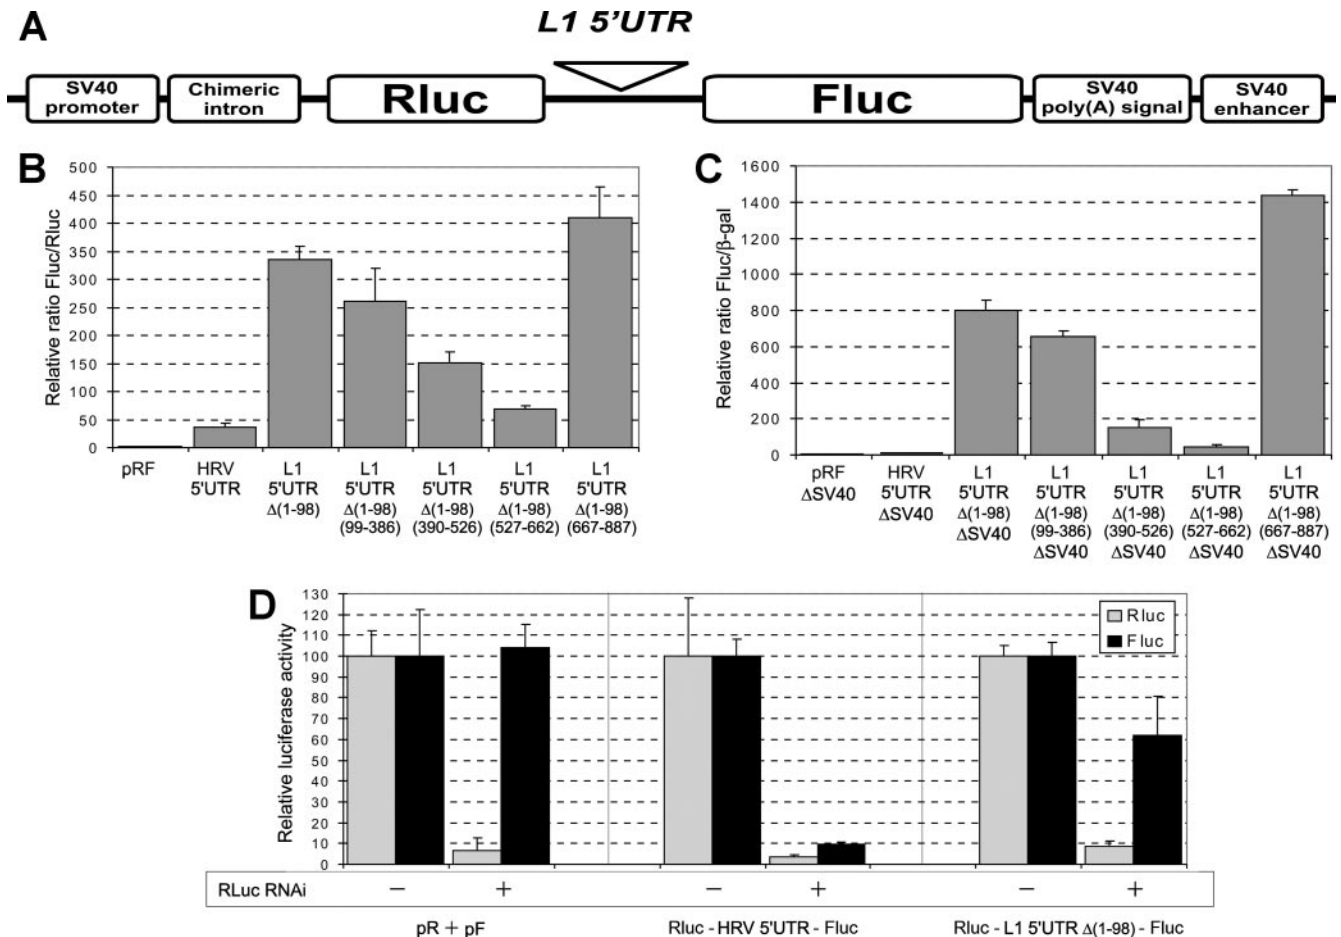 A
L1 5'UTR
SV40
promoter
Chimeric
intron
Rluc
Fluc
SV40
poly(A) signal
SV40
enhancer
B
Relative ratio Fluc/Rluc
500
450
400
350
300
250
200
150
100
50
0
pRF
HRV
5'UTR
L1
5'UTR
Δ(1-98)
L1
5'UTR
Δ(1-98)
(99-386)
L1
5'UTR
Δ(1-98)
(390-526)
L1
5'UTR
Δ(1-98)
(527-662)
L1
5'UTR
Δ(1-98)
(667-887)
C
Relative ratio Fluc/β-gal
1600
1400
1200
1000
800
600
400
200
0
pRF
ΔSV40
HRV
5'UTR
ΔSV40
L1
5'UTR
Δ(1-98)
ΔSV40
L1
5'UTR
Δ(1-98)
(99-386)
ΔSV40
L1
5'UTR
Δ(1-98)
(390-526)
ΔSV40
L1
5'UTR
Δ(1-98)
(527-662)
ΔSV40
L1
5'UTR
Δ(1-98)
(667-887)
ΔSV40
D
Relative luciferase activity
130
120
110
100
90
80
70
60
50
40
30
20
10
0
Rluc
Fluc
RLuc RNAi − + − + − +
pR + pF
Rluc - HRV 5'UTR - Fluc
Rluc - L1 5'UTR Δ(1-98) - Fluc